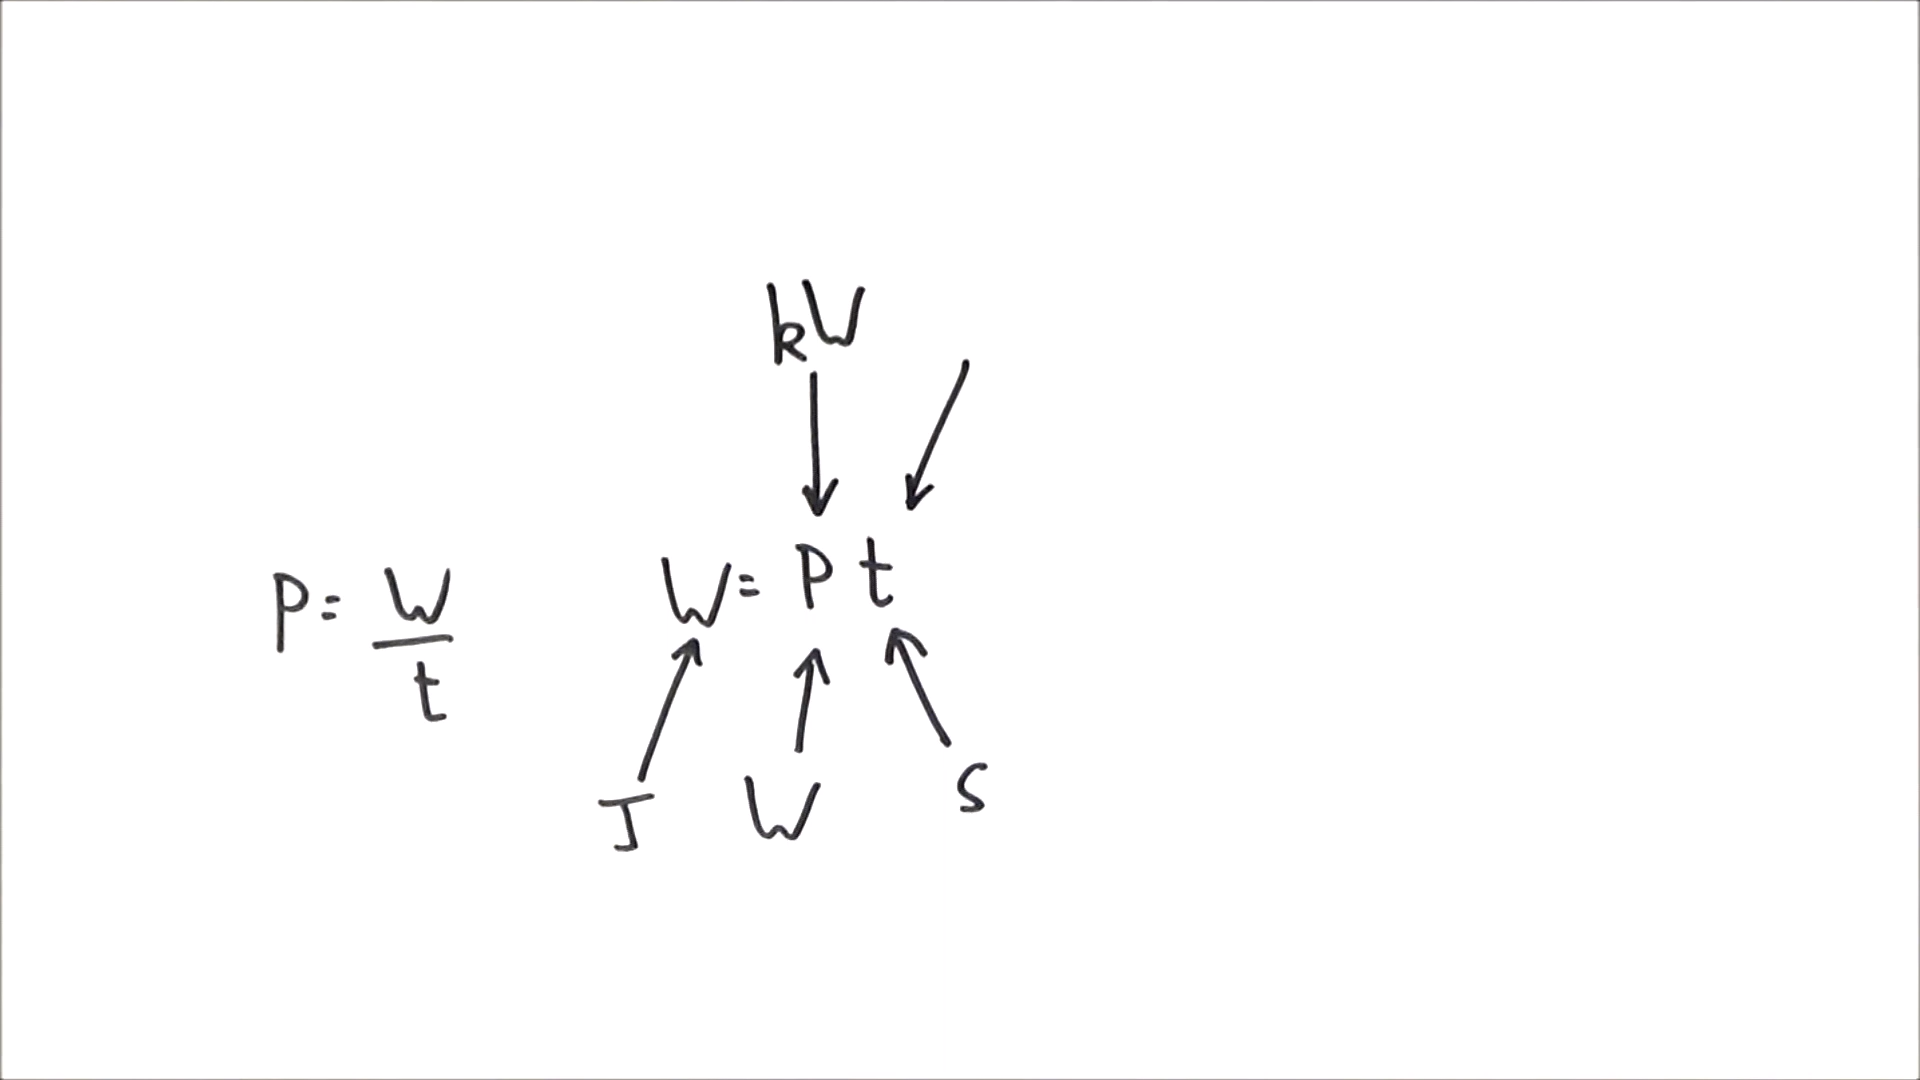 kW
P = W/t
W = P t
J W S